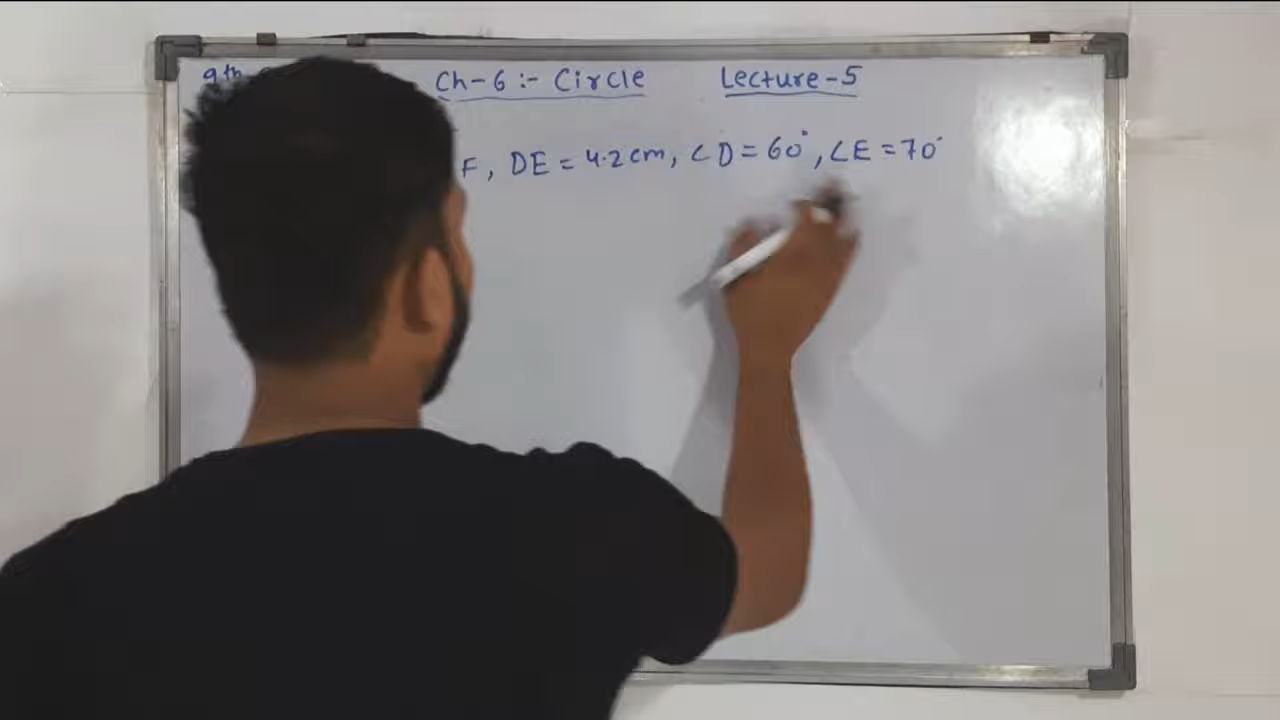 9th Ch-6 :- Circle Lecture-5
F, DE = 4.2cm, ∠D = 60°, ∠E = 70°